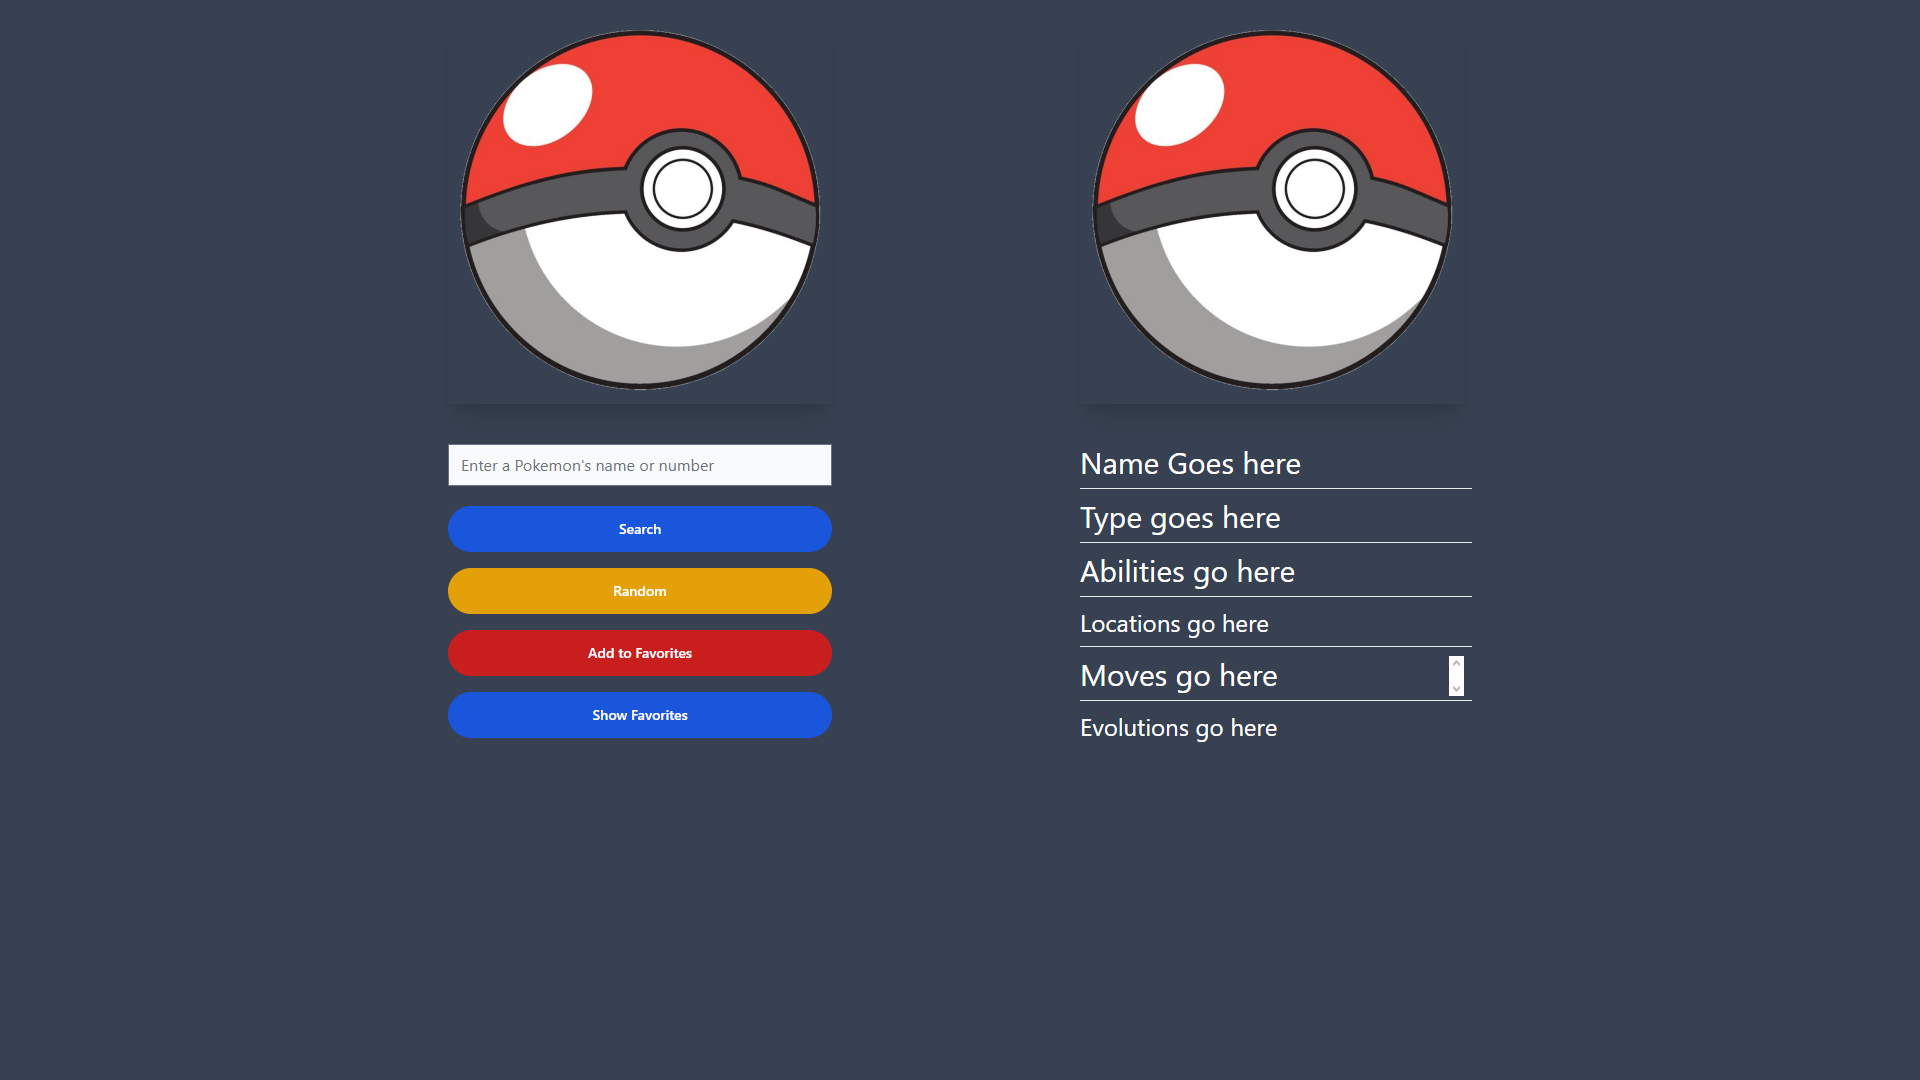 Enter a Pokemon's name or number
Search
Random
Add to Favorites
Show Favorites
Name Goes here
Type goes here
Abilities go here
Locations go here
Moves go here
Evolutions go here